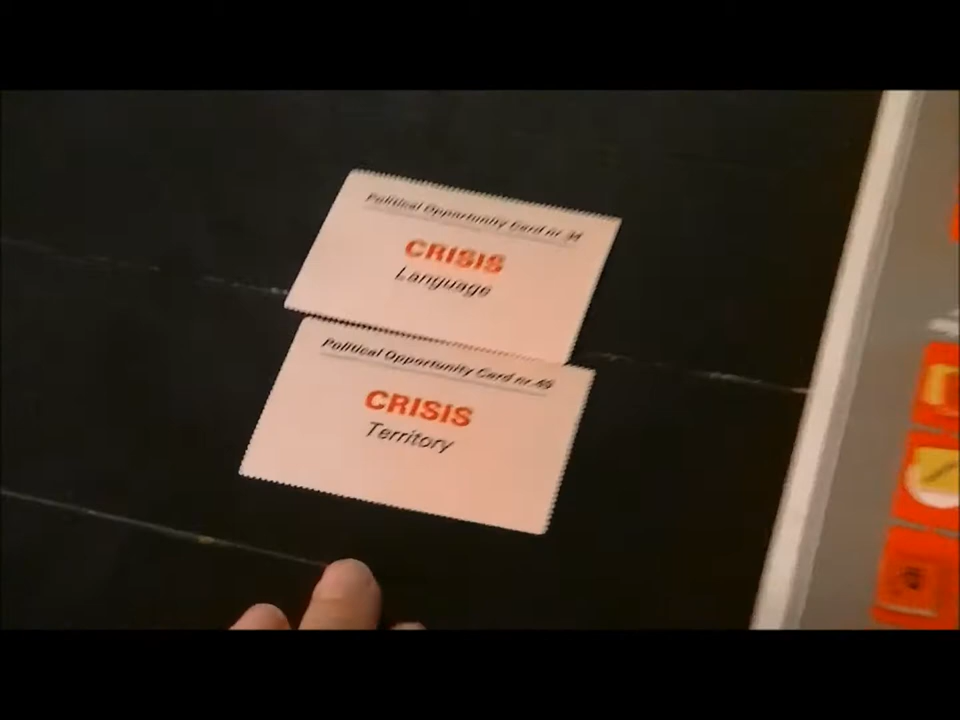 Political Opportunity Card nr.
CRISIS
Language
Political Opportunity Card nr.
CRISIS
Territory